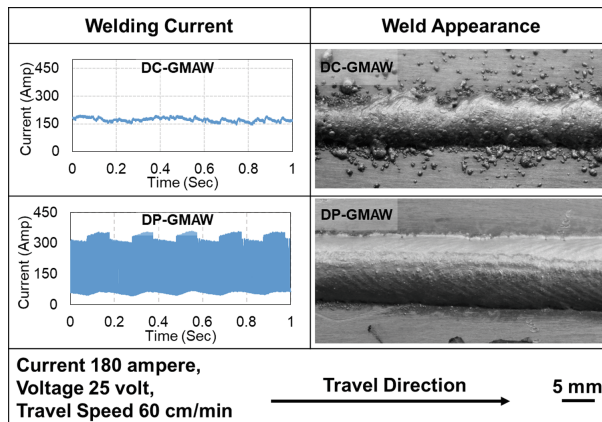 Welding Current
Weld Appearance
DC-GMAW
450
300
150
0
Current (Amp)
0 0.2 0.4 0.6 0.8 1
Time (Sec)
DC-GMAW
DP-GMAW
450
300
150
0
Current (Amp)
0 0.2 0.4 0.6 0.8 1
Time (Sec)
DP-GMAW
Current 180 ampere,
Voltage 25 volt,
Travel Speed 60 cm/min
Travel Direction
5 mm